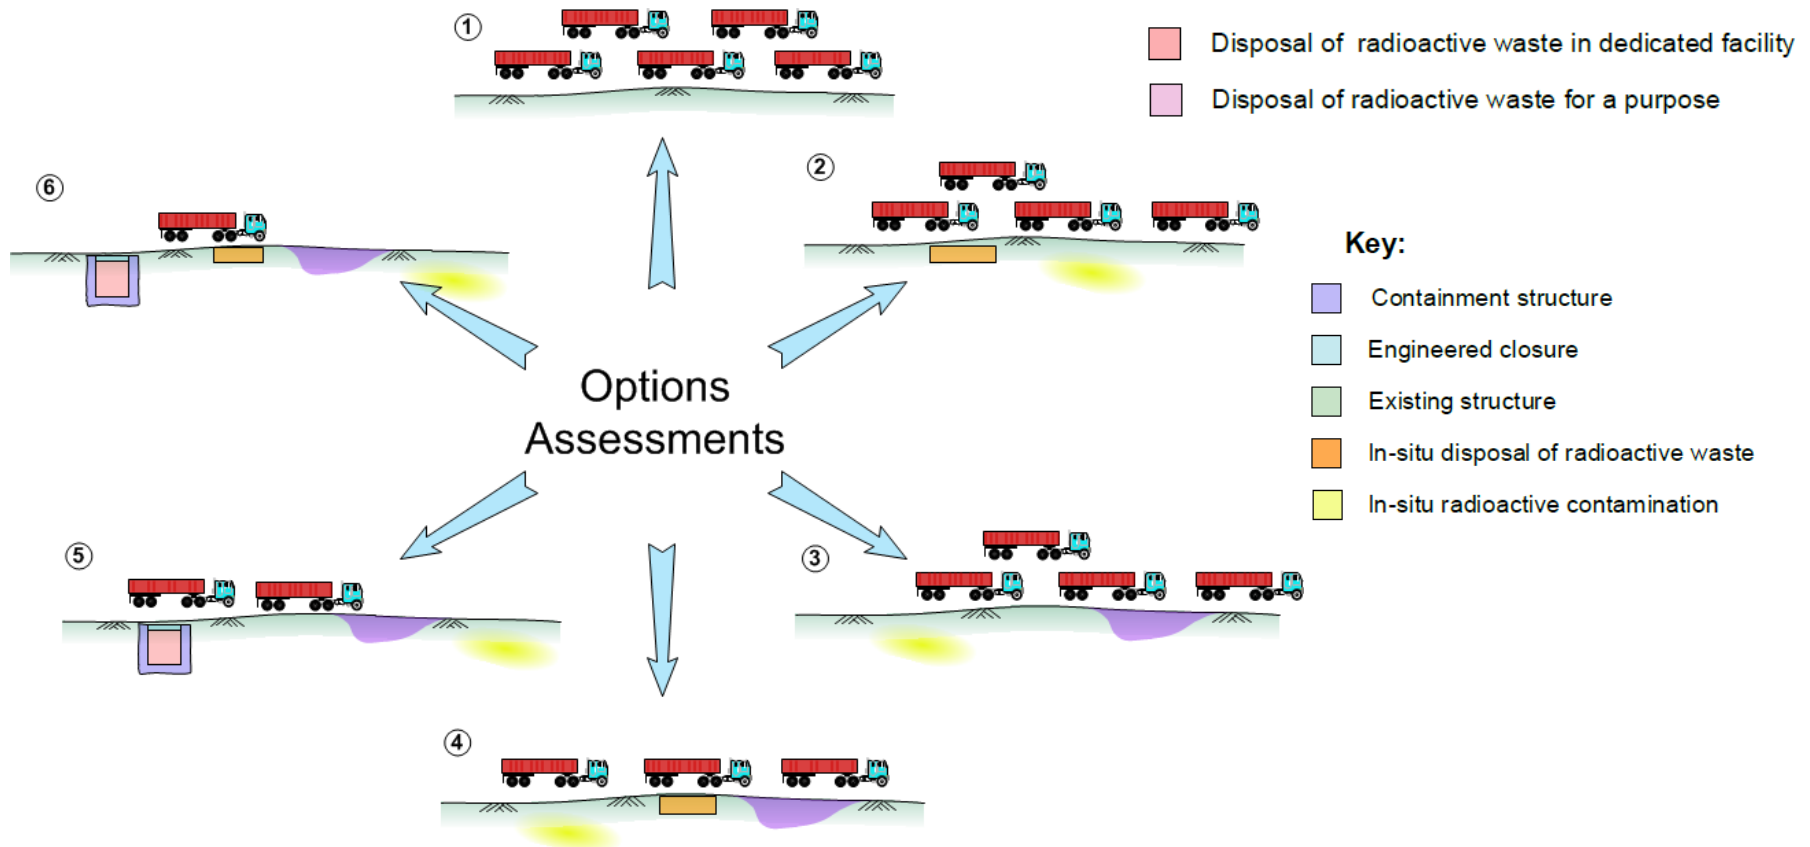 1
Disposal of radioactive waste in dedicated facility
Disposal of radioactive waste for a purpose
2
6
Key:
Containment structure
Engineered closure
Existing structure
In-situ disposal of radioactive waste
In-situ radioactive contamination
Options
Assessments
5
3
4